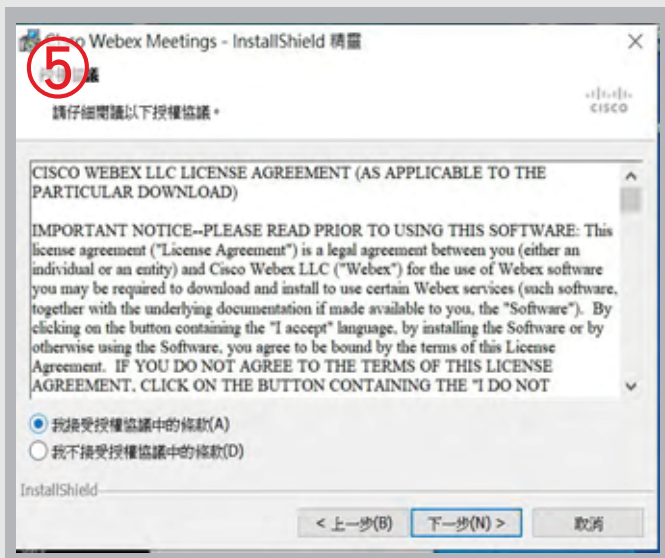 Cisco Webex Meetings - InstallShield 精靈
⑤
授權協議
請仔細閱讀以下授權協議。
CISCO
CISCO WEBEX LLC LICENSE AGREEMENT (AS APPLICABLE TO THE
PARTICULAR DOWNLOAD)
IMPORTANT NOTICE--PLEASE READ PRIOR TO USING THIS SOFTWARE: This
license agreement ("License Agreement") is a legal agreement between you (either an
individual or an entity) and Cisco Webex LLC ("Webex") for the use of Webex software
you may be required to download and install to use certain Webex services (such software,
together with the underlying documentation if made available to you, the "Software"). By
clicking on the button containing the "I accept" language, by installing the Software or by
otherwise using the Software, you agree to be bound by the terms of this License
Agreement. IF YOU DO NOT AGREE TO THE TERMS OF THIS LICENSE
AGREEMENT, CLICK ON THE BUTTON CONTAINING THE "I DO NOT
我接受授權協議中的條款(A)
我不接受授權協議中的條款(D)
InstallShield
< 上一步(B) 下一步(N) > 取消